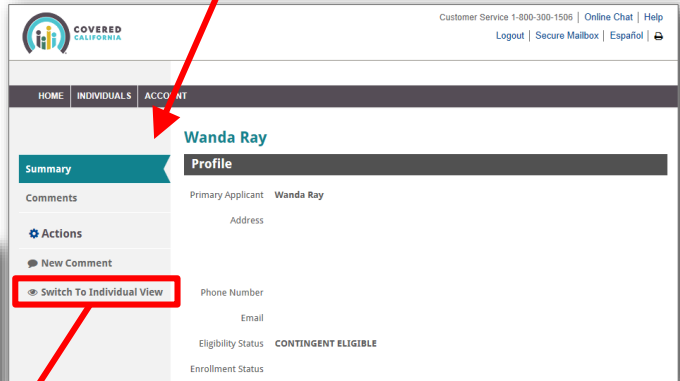 Customer Service 1-800-300-1506 | Online Chat | Help
COVERED
CALIFORNIA
Logout | Secure Mailbox | Español |
HOME INDIVIDUALS ACCOUNT
Wanda Ray
Summary
Profile
Comments
Primary Applicant Wanda Ray
Address
Actions
New Comment
Switch To Individual View
Phone Number
Email
Eligibility Status CONTINGENT ELIGIBLE
Enrollment Status